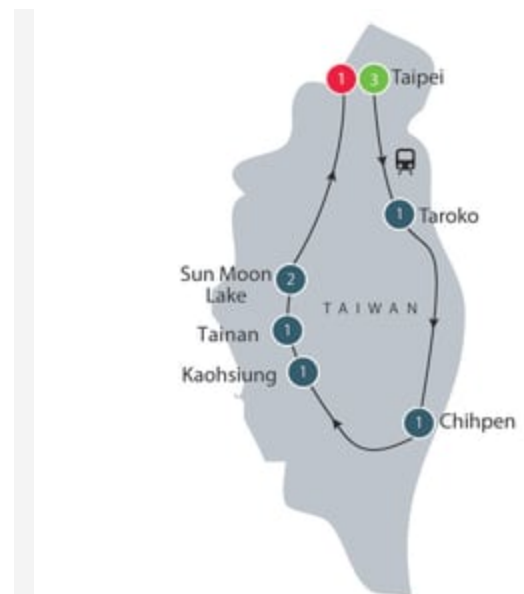 1 3 Taipei
1 Taroko
Sun Moon
Lake
2
TAIWAN
Tainan 1
Kaohsiung 1
1 Chihpen